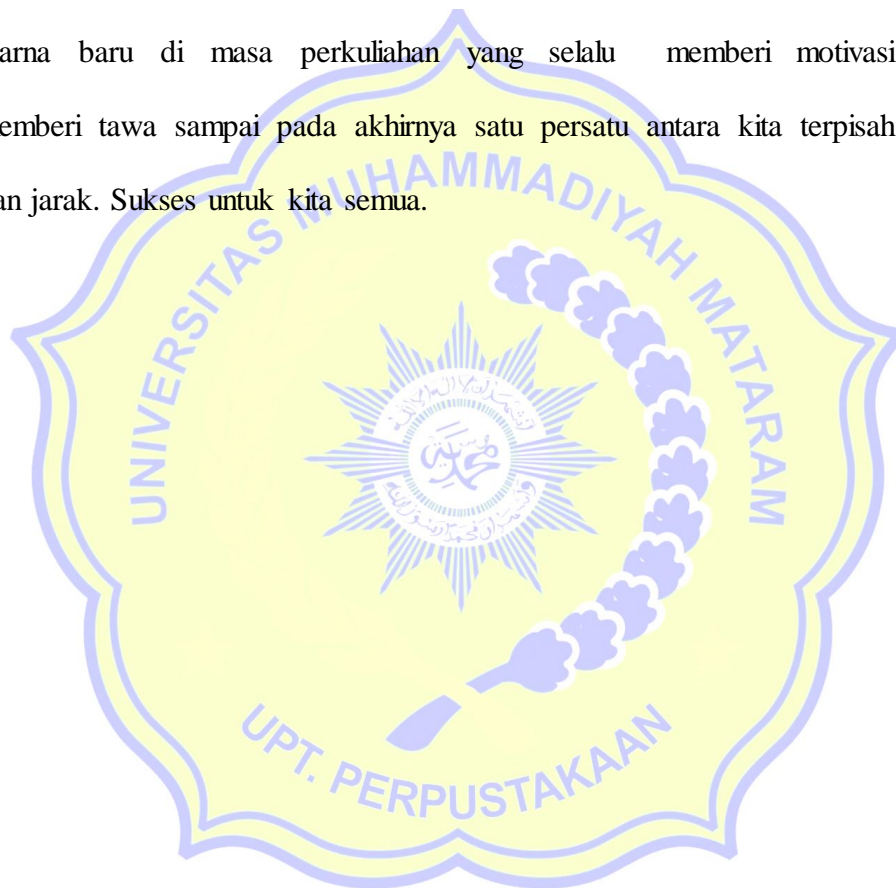 arna baru di masa perkuliahan yang selalu memberi motivasi
emberi tawa sampai pada akhirnya satu persatu antara kita terpisah
an jarak. Sukses untuk kita semua.
UNIVERSITAS MUHAMMADIYAH MATARAM
UPT. PERPUSTAKAAN